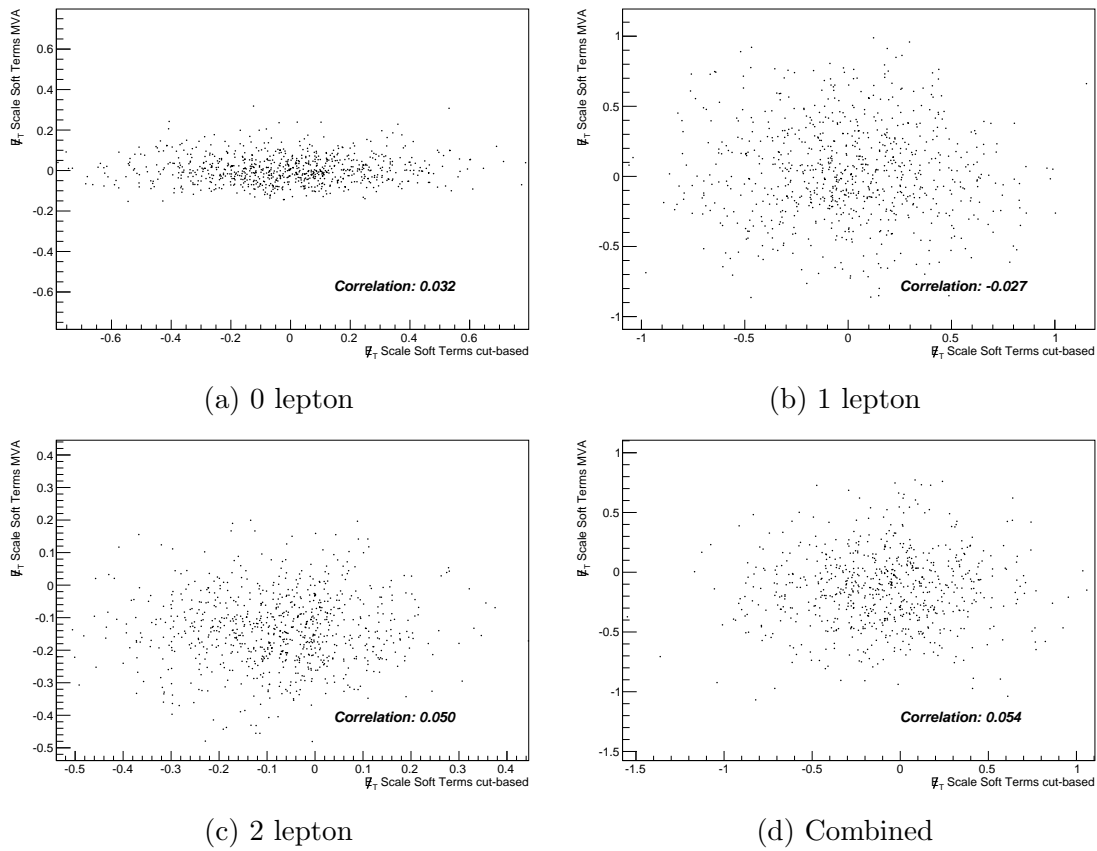 E̸T Scale Soft Terms MVA
0.6
0.4
0.2
0
-0.2
-0.4
-0.6
Correlation: 0.032
-0.6 -0.4 -0.2 0 0.2 0.4 0.6
E̸T Scale Soft Terms cut-based
(a) 0 lepton
E̸T Scale Soft Terms MVA
1
0.5
0
-0.5
-1
Correlation: -0.027
-1 -0.5 0 0.5 1
E̸T Scale Soft Terms cut-based
(b) 1 lepton
E̸T Scale Soft Terms MVA
0.4
0.3
0.2
0.1
0
-0.1
-0.2
-0.3
-0.4
-0.5
Correlation: 0.050
-0.5 -0.4 -0.3 -0.2 -0.1 0 0.1 0.2 0.3 0.4
E̸T Scale Soft Terms cut-based
(c) 2 lepton
E̸T Scale Soft Terms MVA
1
0.5
0
-0.5
-1
-1.5
Correlation: 0.054
-1.5 -1 -0.5 0 0.5 1
E̸T Scale Soft Terms cut-based
(d) Combined